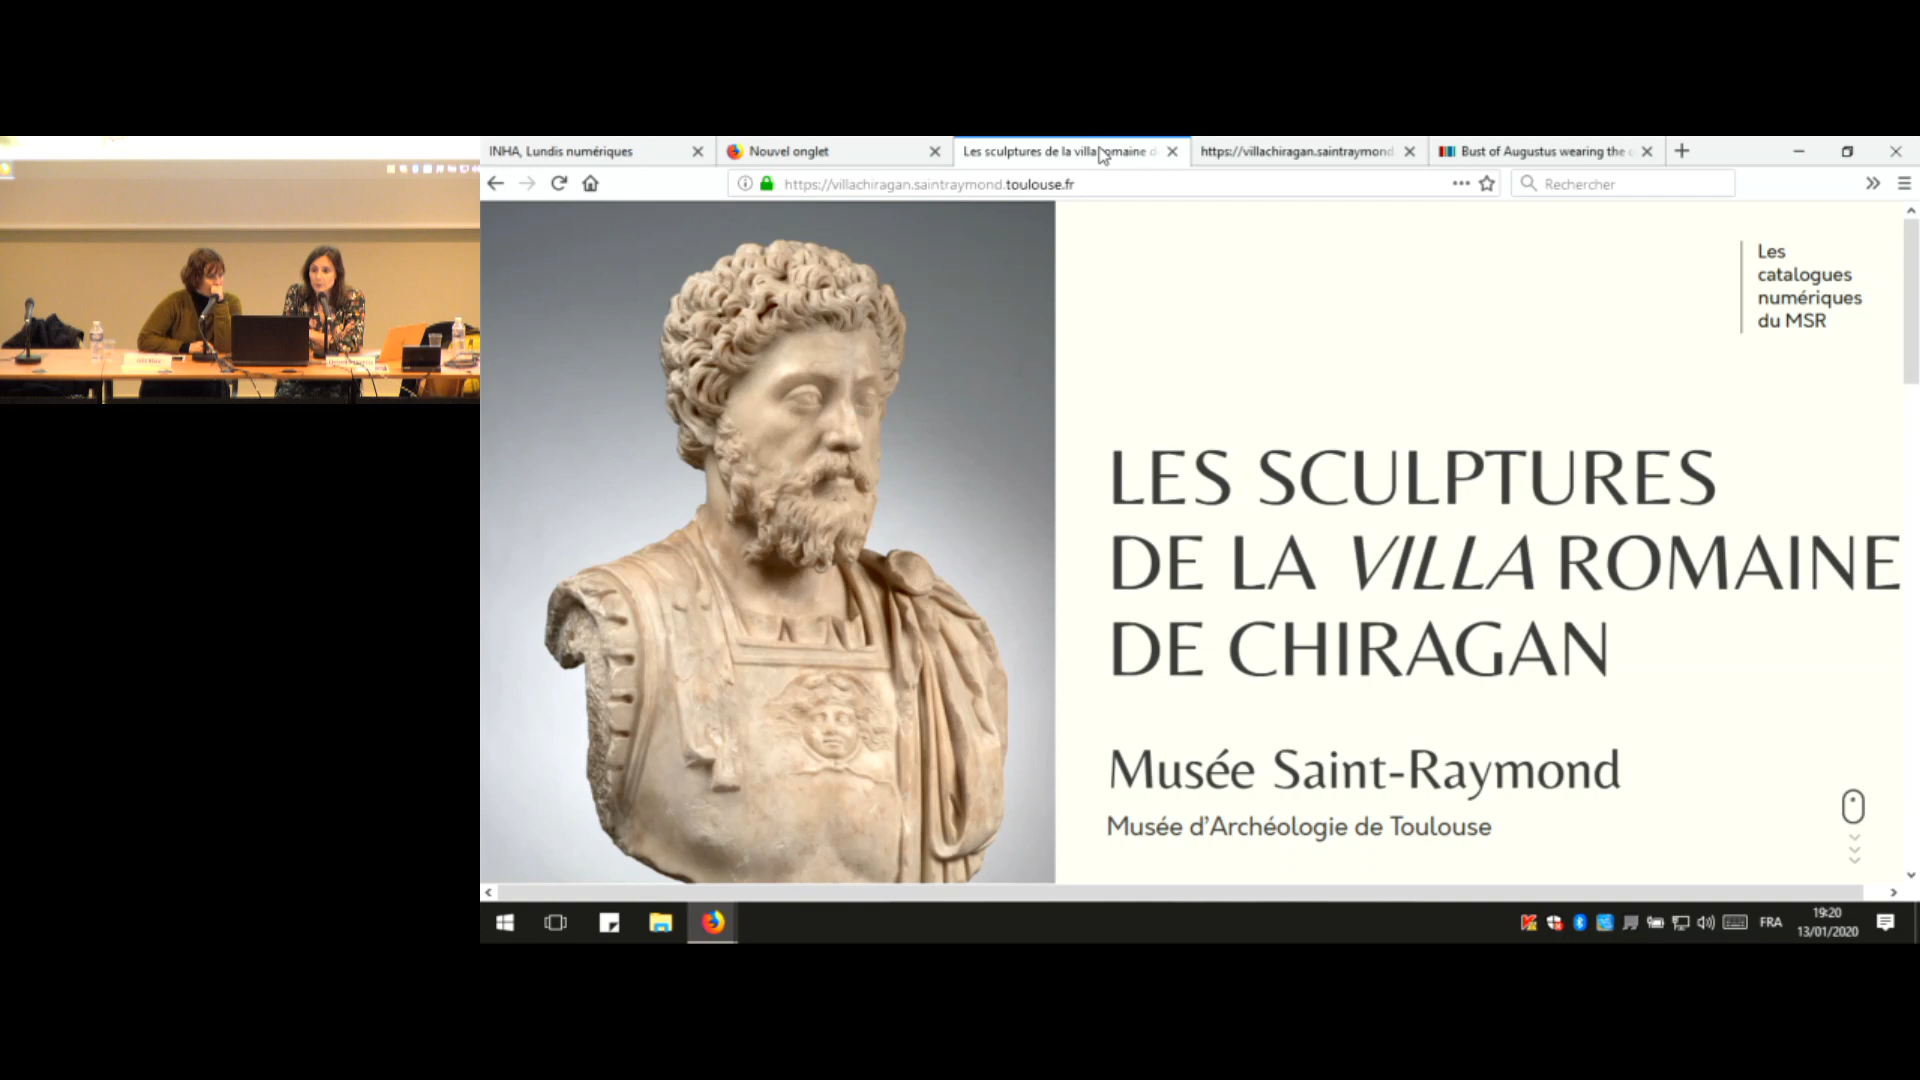 INHA, Lundis numériques
Nouvel onglet
Les sculptures de la villa romaine d
https://villachiragan.saintraymond
Bust of Augustus wearing the
https://villachiragan.saintraymond.toulouse.fr
Rechercher
Les
catalogues
numériques
du MSR
LES SCULPTURES
DE LA VILLA ROMAINE
DE CHIRAGAN
Musée Saint-Raymond
Musée d'Archéologie de Toulouse
FRA
19:20
13/01/2020